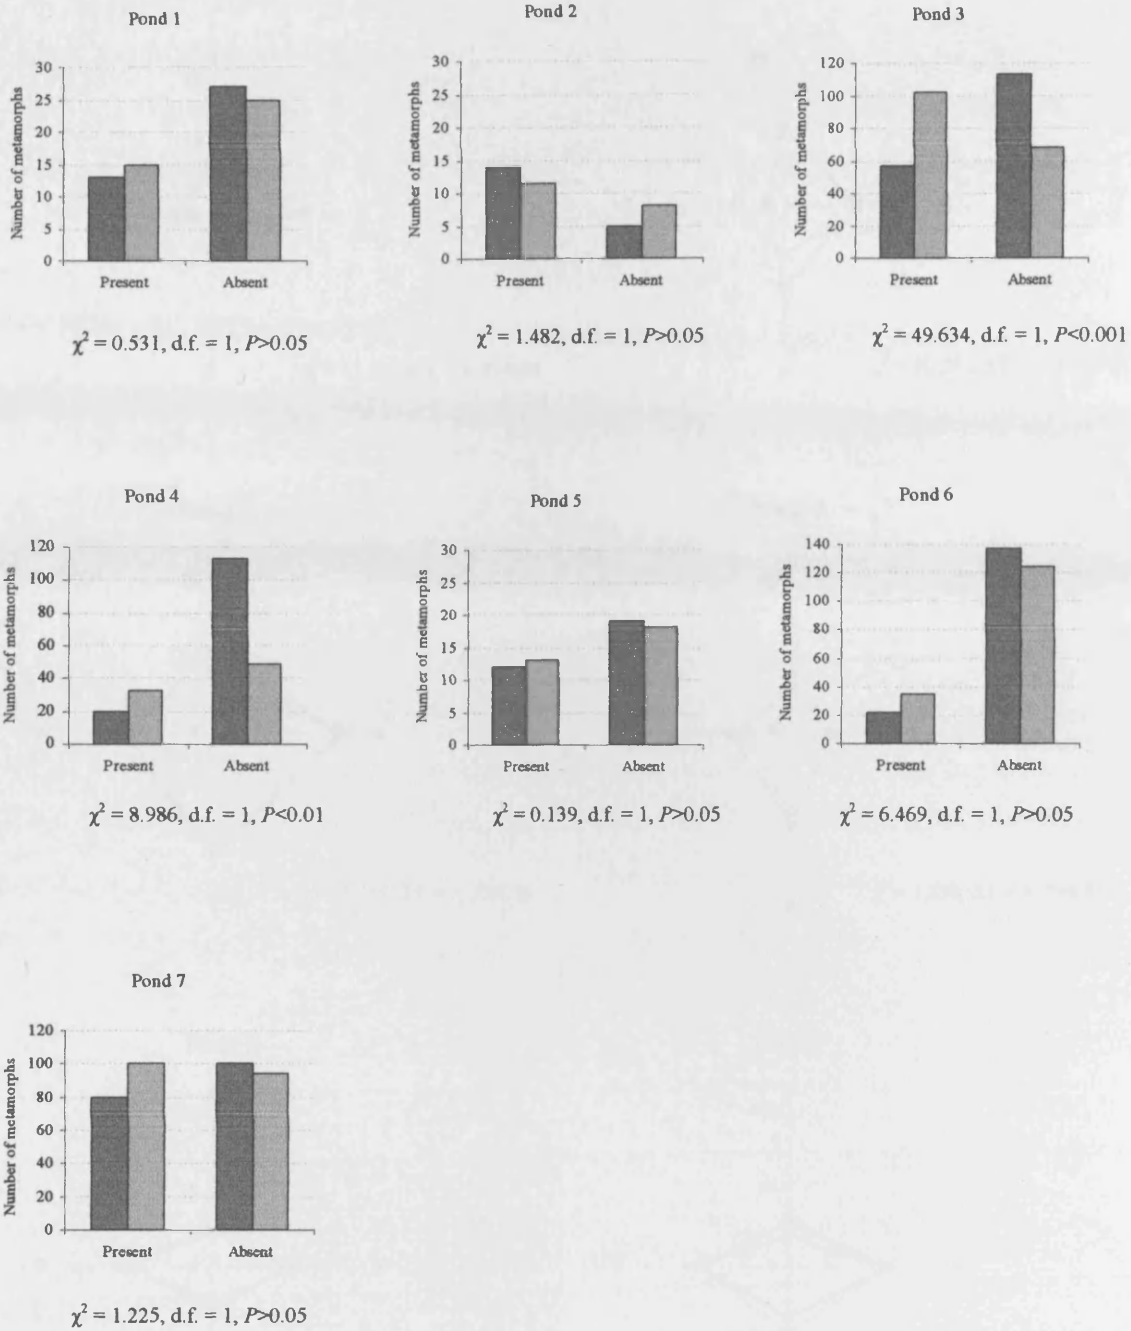 Pond 1
Number of metamorphs
30
25
20
15
10
5
0
Present Absent
χ² = 0.531, d.f. = 1, P>0.05
Pond 2
Number of metamorphs
30
25
20
15
10
5
0
Present Absent
χ² = 1.482, d.f. = 1, P>0.05
Pond 3
Number of metamorphs
120
100
80
60
40
20
0
Present Absent
χ² = 49.634, d.f. = 1, P<0.001
Pond 4
Number of metamorphs
120
100
80
60
40
20
0
Present Absent
χ² = 8.986, d.f. = 1, P<0.01
Pond 5
Number of metamorphs
30
25
20
15
10
5
0
Present Absent
χ² = 0.139, d.f. = 1, P>0.05
Pond 6
Number of metamorphs
140
120
100
80
60
40
20
0
Present Absent
χ² = 6.469, d.f. = 1, P>0.05
Pond 7
Number of metamorphs
120
100
80
60
40
20
0
Present Absent
χ² = 1.225, d.f. = 1, P>0.05